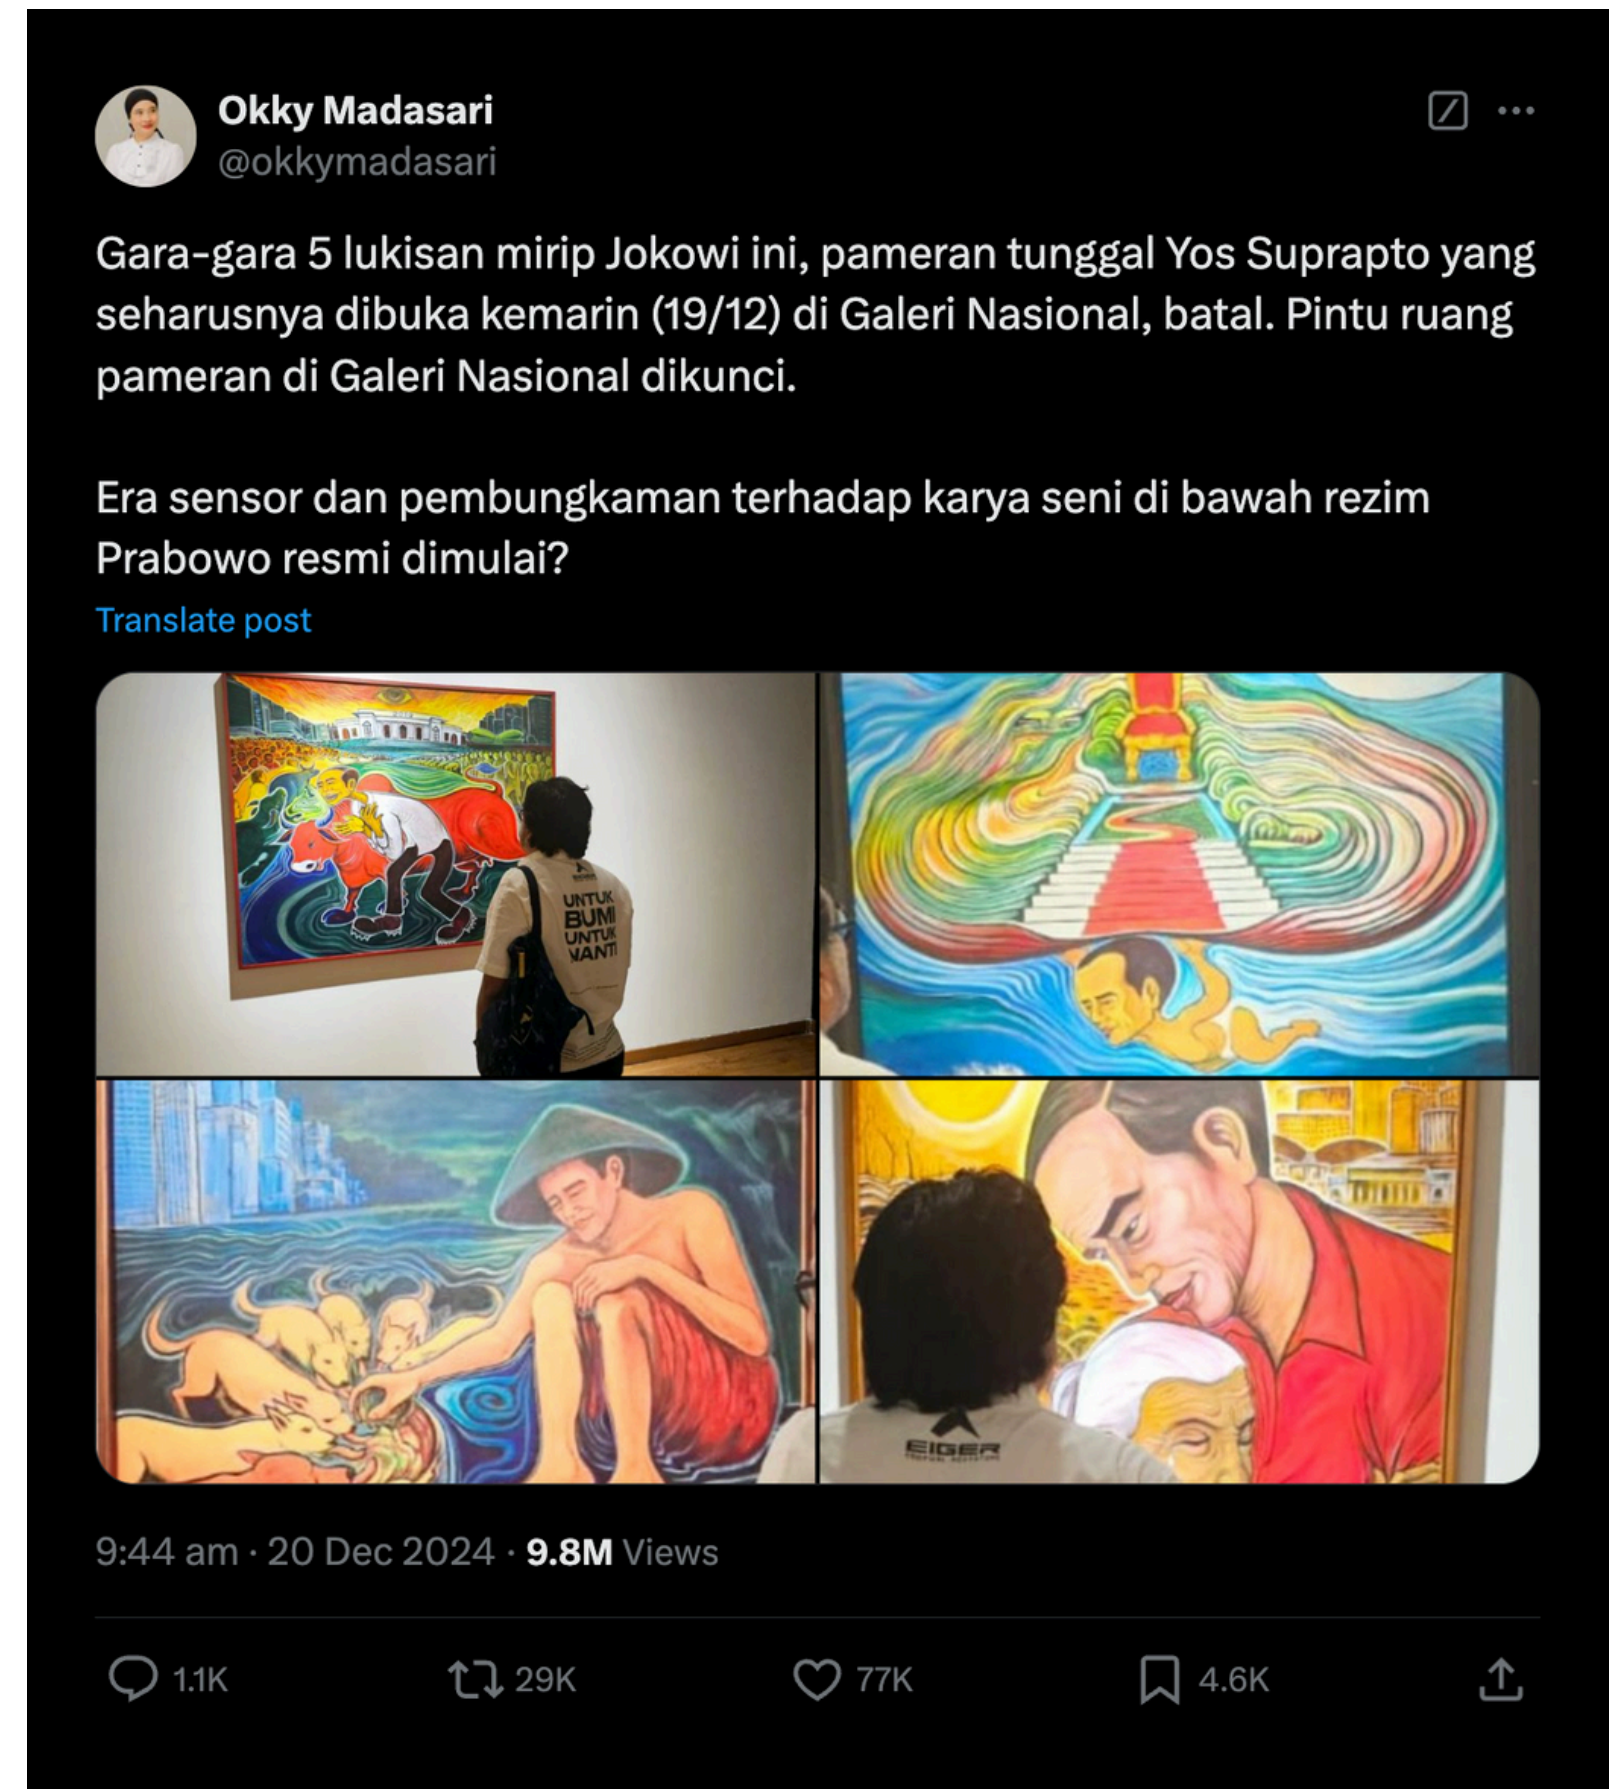 Okky Madasari
@okkymadasari
Gara-gara 5 lukisan mirip Jokowi ini, pameran tunggal Yos Suprapto yang
seharusnya dibuka kemarin (19/12) di Galeri Nasional, batal. Pintu ruang
pameran di Galeri Nasional dikunci.
Era sensor dan pembungkaman terhadap karya seni di bawah rezim
Prabowo resmi dimulai?
Translate post
UNTUK
BUMI
UNTUK
NANTI
EIGER
9:44 am · 20 Dec 2024 · 9.8M Views
1.1K
29K
77K
4.6K